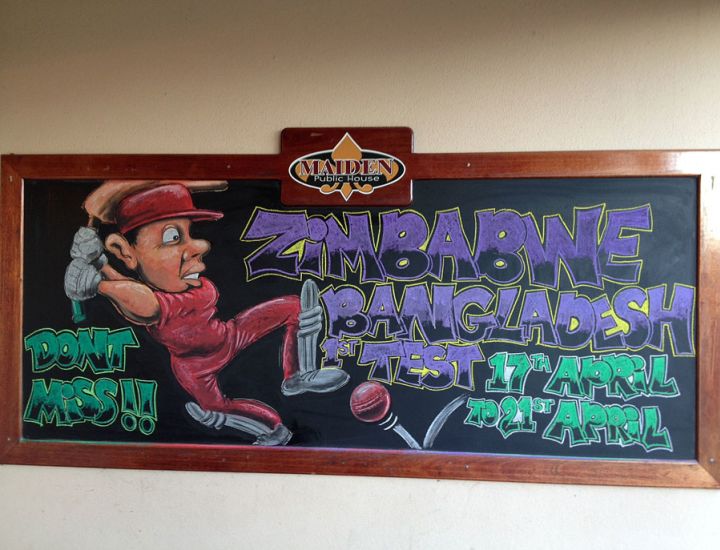 MAIDEN
Public House
ZIMBABWE
BANGLADESH
1ST TEST 17TH APRIL
TO 21ST APRIL
DONT
MISS!!